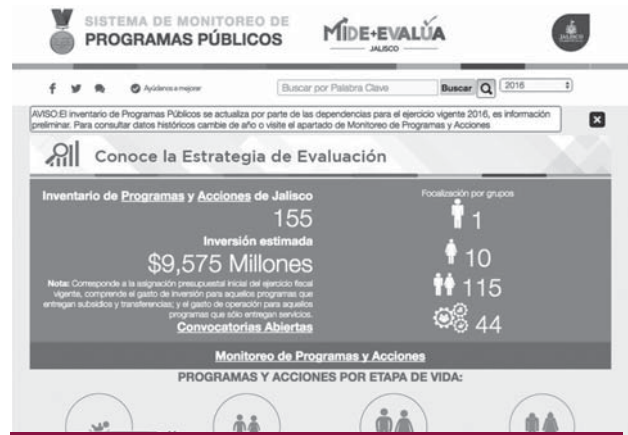 SISTEMA DE MONITOREO DE
PROGRAMAS PÚBLICOS
MIDE+EVALÚA
JALISCO
JALISCO
Ayúdanos a mejorar
Buscar por Palabra Clave
Buscar
2016
AVISO:El inventario de Programas Públicos se actualiza por parte de las dependencias para el ejercicio vigente 2016, es información
preliminar. Para consultar datos históricos cambie de año o visite el apartado de Monitoreo de Programas y Acciones
Conoce la Estrategia de Evaluación
Inventario de Programas y Acciones de Jalisco
155
Inversión estimada
$9,575 Millones
Nota: Corresponde a la asignación presupuestal inicial del ejercicio fiscal
vigente, comprende el gasto de inversión para aquellos programas que
entregan subsidios y transferencias; y el gasto de operación para aquellos
programas que sólo entregan servicios.
Convocatorias Abiertas
Focalización por grupos
1
10
115
44
Monitoreo de Programas y Acciones
PROGRAMAS Y ACCIONES POR ETAPA DE VIDA: